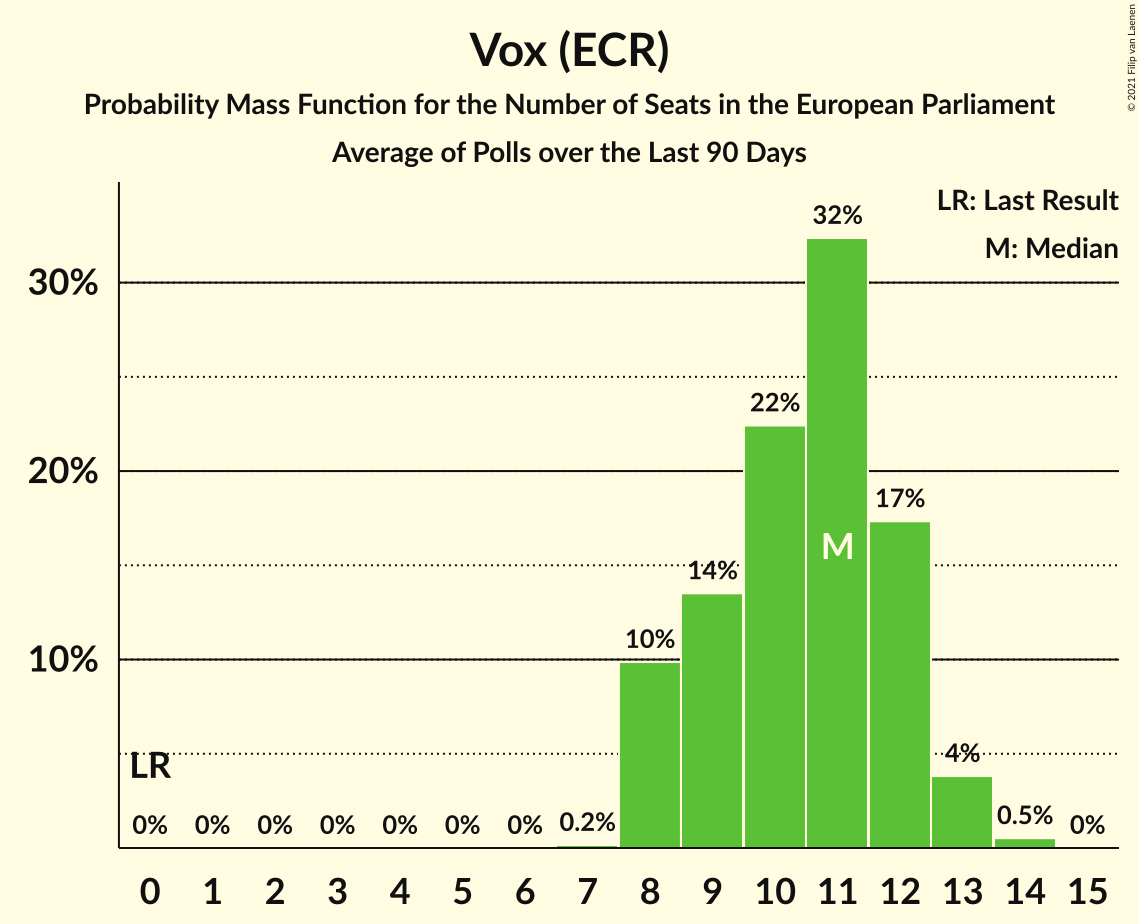 Vox (ECR)
Probability Mass Function for the Number of Seats in the European Parliament
Average of Polls over the Last 90 Days
© 2021 Filip van Laenen
LR: Last Result
M: Median
30%
20%
10%
32%
22%
17%
14%
10%
4%
M
LR
0% 0% 0% 0% 0% 0% 0% 0.2% 0.5% 0%
0 1 2 3 4 5 6 7 8 9 10 11 12 13 14 15